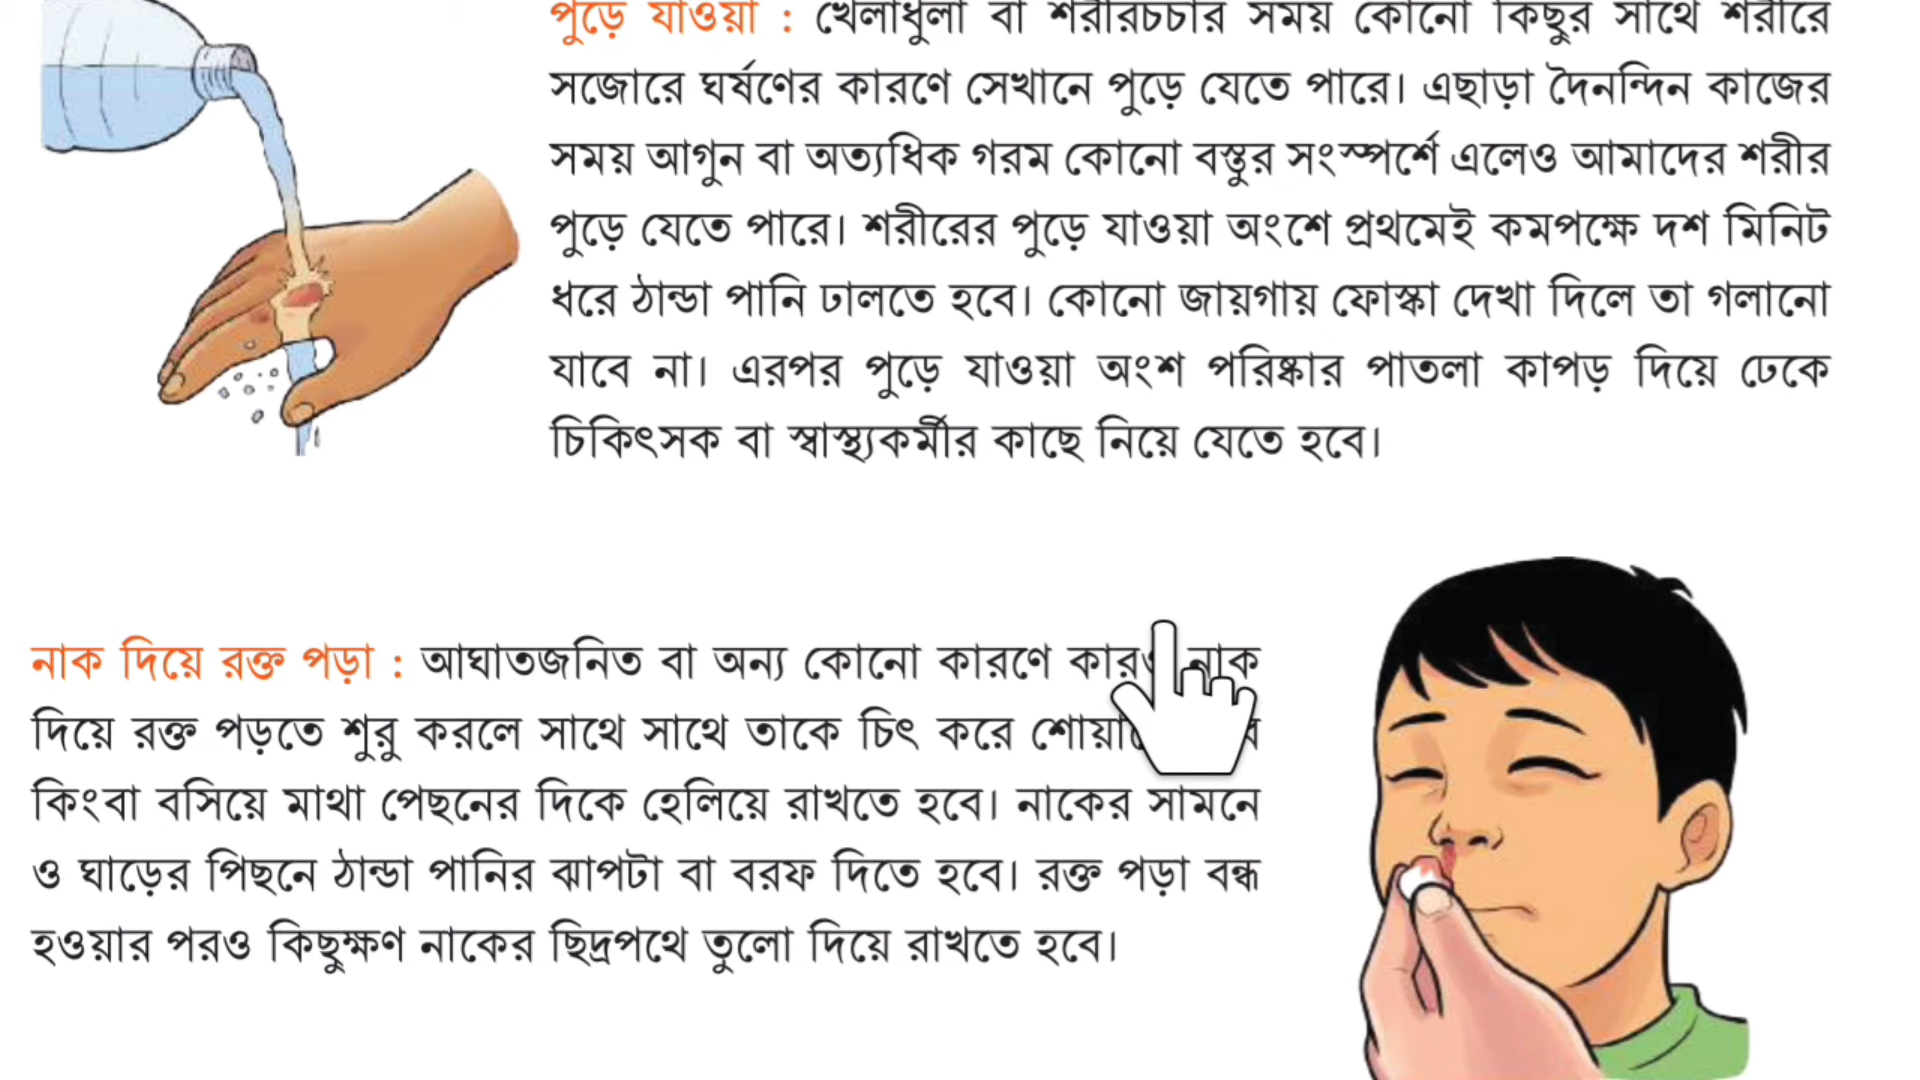 পুড়ে যাওয়া : খেলাধুলা বা শরীরচর্চার সময় কোনো কিছুর সাথে শরীরে
সজোরে ঘর্ষণের কারণে সেখানে পুড়ে যেতে পারে। এছাড়া দৈনন্দিন কাজের
সময় আগুন বা অত্যধিক গরম কোনো বস্তুর সংস্পর্শে এলেও আমাদের শরীর
পুড়ে যেতে পারে। শরীরের পুড়ে যাওয়া অংশে প্রথমেই কমপক্ষে দশ মিনিট
ধরে ঠান্ডা পানি ঢালতে হবে। কোনো জায়গায় ফোস্কা দেখা দিলে তা গলানো
যাবে না। এরপর পুড়ে যাওয়া অংশ পরিষ্কার পাতলা কাপড় দিয়ে ঢেকে
চিকিৎসক বা স্বাস্থ্যকর্মীর কাছে নিয়ে যেতে হবে।
নাক দিয়ে রক্ত পড়া : আঘাতজনিত বা অন্য কোনো কারণে নাক
দিয়ে রক্ত পড়তে শুরু করলে সাথে সাথে তাকে চিৎ করে
কিংবা বসিয়ে মাথা পেছনের দিকে হেলিয়ে রাখতে হবে। নাকের সামনে
ও ঘাড়ের পিছনে ঠান্ডা পানির ঝাপটা বা বরফ দিতে হবে। রক্ত পড়া বন্ধ
হওয়ার পরও কিছুক্ষণ নাকের ছিদ্রপথে তুলো দিয়ে রাখতে হবে।